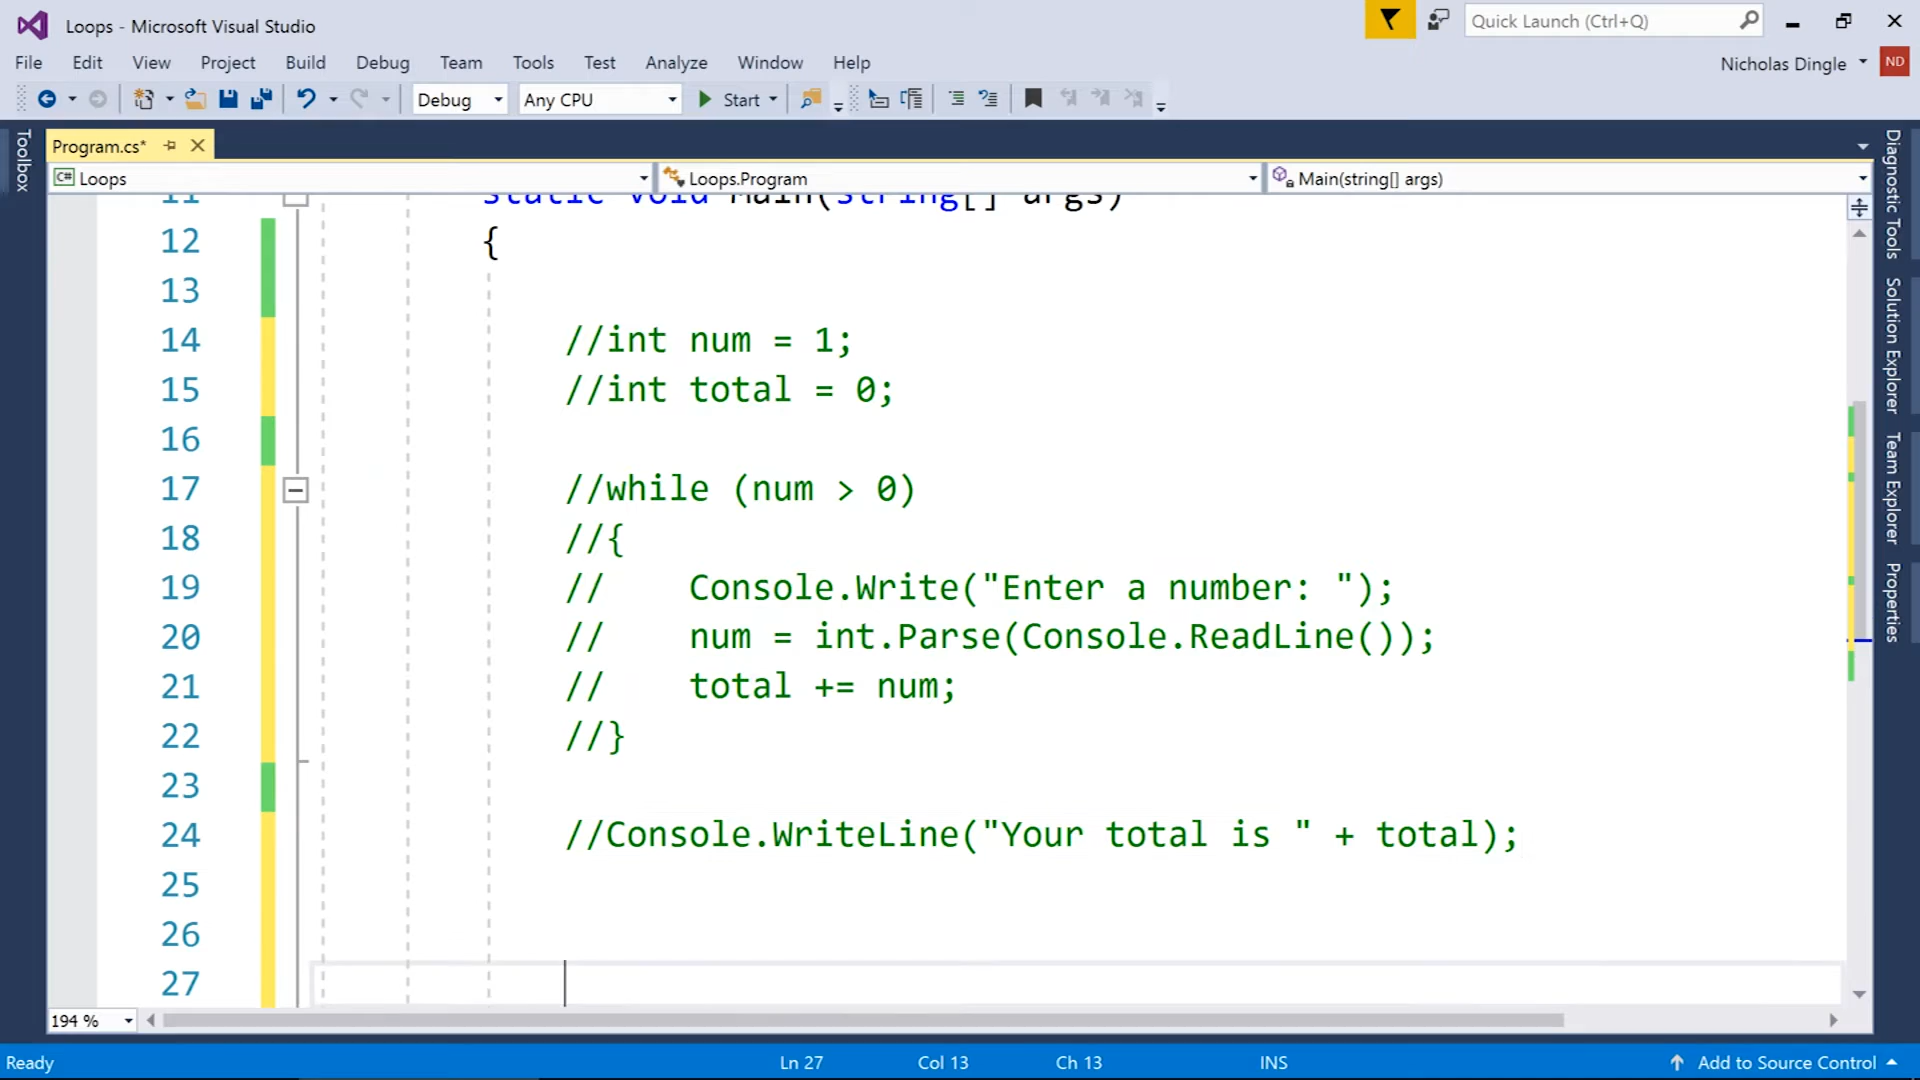 Loops - Microsoft Visual Studio
Quick Launch (Ctrl+Q)
File Edit View Project Build Debug Team Tools Test Analyze Window Help
Nicholas Dingle ND
Debug Any CPU Start
Program.cs*
Loops Loops.Program Main(string[] args)
11 static void Main(string[] args)
12 {
13
14 //int num = 1;
15 //int total = 0;
16
17 //while (num > 0)
18 //{
19 // Console.Write("Enter a number: ");
20 // num = int.Parse(Console.ReadLine());
21 // total += num;
22 //}
23
24 //Console.WriteLine("Your total is " + total);
25
26
27
194 %
Ready Ln 27 Col 13 Ch 13 INS Add to Source Control
Toolbox
Diagnostic Tools
Solution Explorer
Team Explorer
Properties